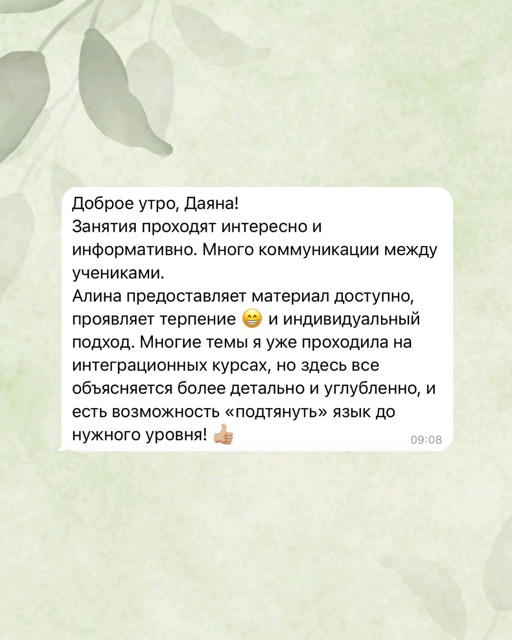 Доброе утро, Даяна!
Занятия проходят интересно и
информативно. Много коммуникации между
учениками.
Алина предоставляет материал доступно,
проявляет терпение 😁 и индивидуальный
подход. Многие темы я уже проходила на
интеграционных курсах, но здесь все
объясняется более детально и углубленно, и
есть возможность «подтянуть» язык до
нужного уровня! 👍🏼
09:08